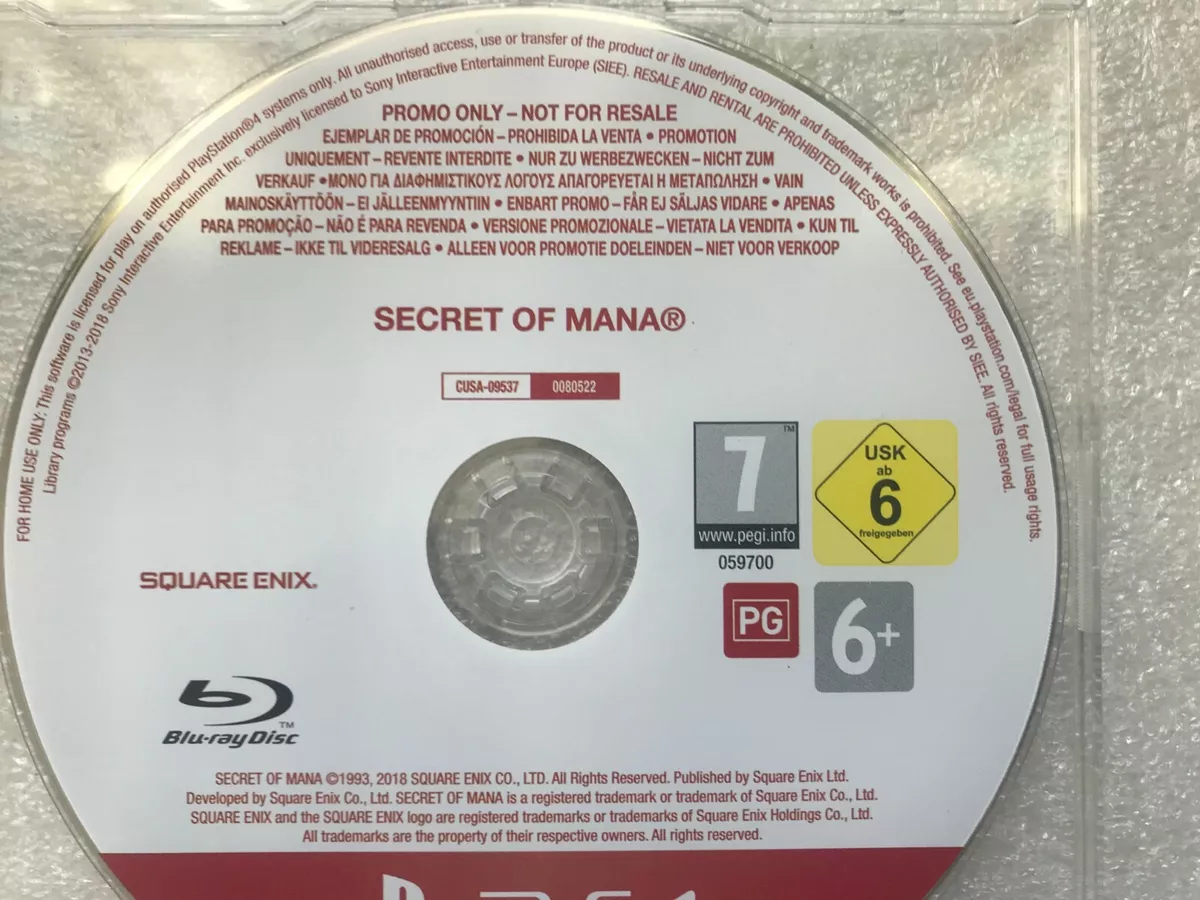 FOR HOME USE ONLY: This software is licensed for play on authorised PlayStation®4 systems only. All unauthorised access, use or transfer of the product or its underlying copyright and trademark works is prohibited. See eu.playstation.com/legal for full usage rights.
Library programs ©2013-2018 Sony Interactive Entertainment Inc. exclusively licensed to Sony Interactive Entertainment Europe (SIEE). RESALE AND RENTAL ARE PROHIBITED UNLESS EXPRESSLY AUTHORISED BY SIEE. All rights reserved.
PROMO ONLY – NOT FOR RESALE
EJEMPLAR DE PROMOCIÓN – PROHIBIDA LA VENTA • PROMOTION
UNIQUEMENT – REVENTE INTERDITE • NUR ZU WERBEZWECKEN – NICHT ZUM
VERKAUF • ΜΟΝΟ ΓΙΑ ΔΙΑΦΗΜΙΣΤΙΚΟΥΣ ΛΟΓΟΥΣ ΑΠΑΓΟΡΕΥΕΤΑΙ Η ΜΕΤΑΠΩΛΗΣΗ • VAIN
MAINOSKÄYTTÖÖN – EI JÄLLEENMYYNTIIN • ENBART PROMO – FÅR EJ SÄLJAS VIDARE • APENAS
PARA PROMOÇÃO – NÃO É PARA REVENDA • VERSIONE PROMOZIONALE – VIETATA LA VENDITA • KUN TIL
REKLAME – IKKE TIL VIDERESALG • ALLEEN VOOR PROMOTIE DOELEINDEN – NIET VOOR VERKOOP
SECRET OF MANA®
CUSA-09537 0080522
7™
www.pegi.info
059700
USK
ab
6
freigegeben
PG
6+
SQUARE ENIX.
Blu-ray Disc™
SECRET OF MANA ©1993, 2018 SQUARE ENIX CO., LTD. All Rights Reserved. Published by Square Enix Ltd.
Developed by Square Enix Co., Ltd. SECRET OF MANA is a registered trademark or trademark of Square Enix Co., Ltd.
SQUARE ENIX and the SQUARE ENIX logo are registered trademarks or trademarks of Square Enix Holdings Co., Ltd.
All trademarks are the property of their respective owners. All rights reserved.